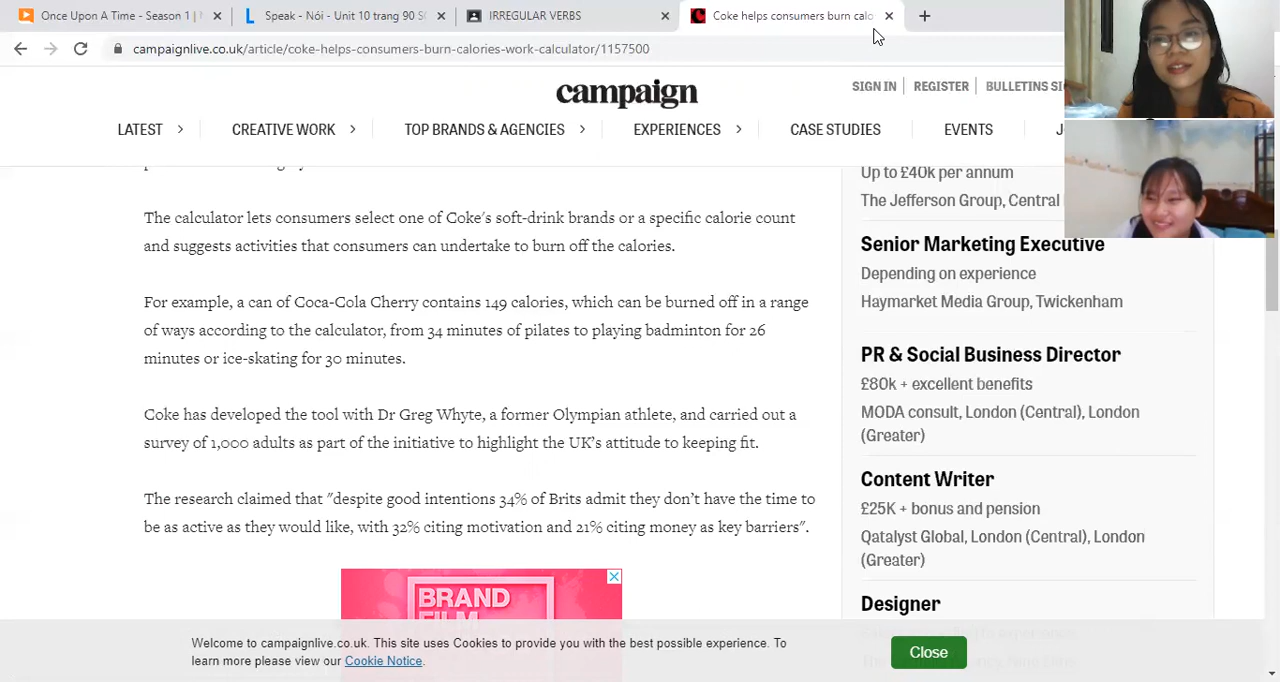 Once Upon A Time - Season 1 |
Speak - Nói - Unit 10 trang 90 S
IRREGULAR VERBS
Coke helps consumers burn calo
campaignlive.co.uk/article/coke-helps-consumers-burn-calories-work-calculator/1157500
campaign
SIGN IN
REGISTER
BULLETINS
LATEST
CREATIVE WORK
TOP BRANDS & AGENCIES
EXPERIENCES
CASE STUDIES
EVENTS
The calculator lets consumers select one of Coke's soft-drink brands or a specific calorie count
and suggests activities that consumers can undertake to burn off the calories.
For example, a can of Coca-Cola Cherry contains 149 calories, which can be burned off in a range
of ways according to the calculator, from 34 minutes of pilates to playing badminton for 26
minutes or ice-skating for 30 minutes.
Coke has developed the tool with Dr Greg Whyte, a former Olympian athlete, and carried out a
survey of 1,000 adults as part of the initiative to highlight the UK's attitude to keeping fit.
The research claimed that "despite good intentions 34% of Brits admit they don't have the time to
be as active as they would like, with 32% citing motivation and 21% citing money as key barriers".
BRAND
FILM
Up to £40k per annum
The Jefferson Group, Central
Senior Marketing Executive
Depending on experience
Haymarket Media Group, Twickenham
PR & Social Business Director
£80k + excellent benefits
MODA consult, London (Central), London
(Greater)
Content Writer
£25K + bonus and pension
Qatalyst Global, London (Central), London
(Greater)
Designer
Welcome to campaignlive.co.uk. This site uses Cookies to provide you with the best possible experience. To
learn more please view our Cookie Notice.
Close